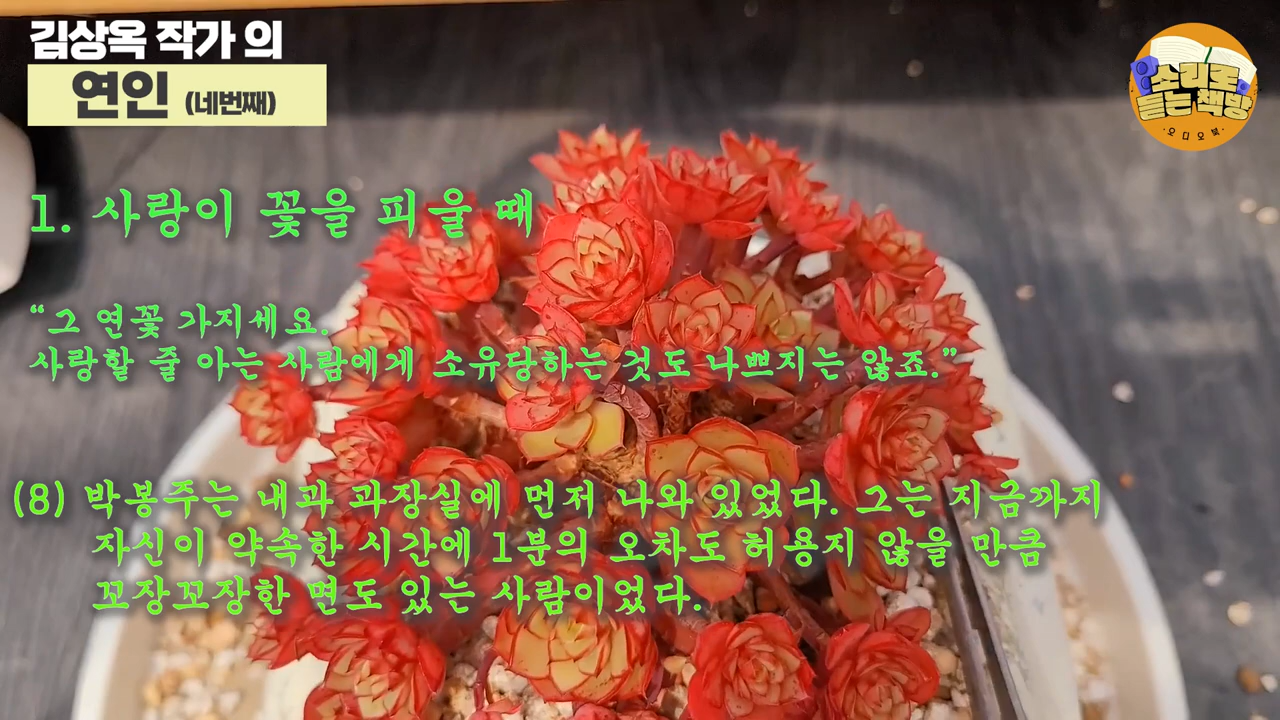 김상옥 작가 의
연인 (네번째)
소리로
듣는 책방
·오디오북·
1. 사랑이 꽃을 피울 때
“그 연꽃 가지세요.
사랑할 줄 아는 사람에게 소유당하는 것도 나쁘지는 않죠.”
(8) 박봉주는 내과 과장실에 먼저 나와 있었다. 그는 지금까지
자신이 약속한 시간에 1분의 오차도 허용지 않을 만큼
꼬장꼬장한 면도 있는 사람이었다.